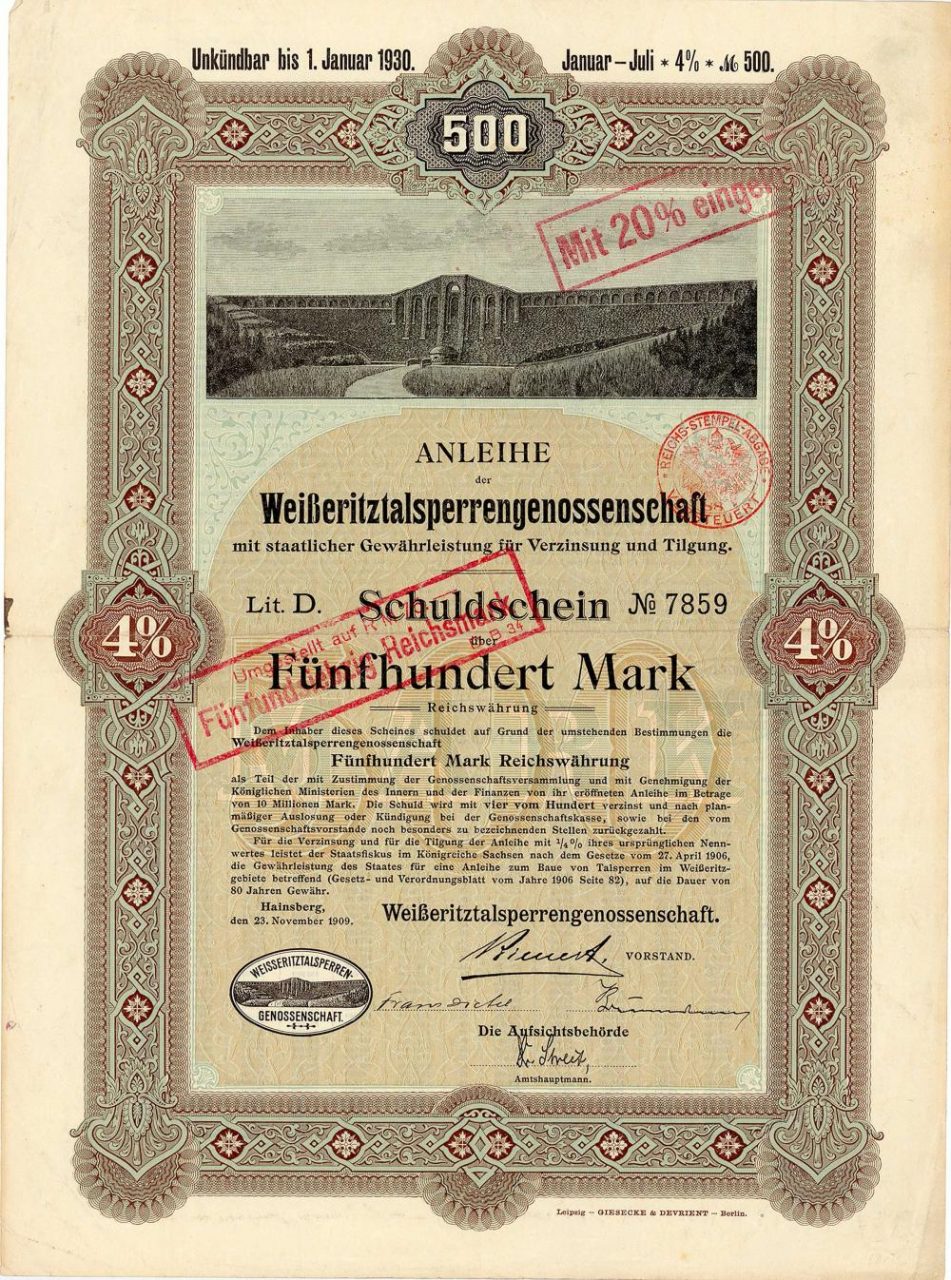 Unkündbar bis 1. Januar 1930.
Januar – Juli * 4% * ℳ 500.
500
Mit 20% einge
ANLEIHE
der
Weißeritztalsperrengenossenschaft
mit staatlicher Gewährleistung für Verzinsung und Tilgung.
REICHS-STEMPEL-ABGABE
Lit. D. Schuldschein № 7859
über
Umgestellt auf
Reichsmark
4%
4%
Fünfhundert Mark
Reichswährung
Dem Inhaber dieses Scheines schuldet auf Grund der umstehenden Bestimmungen die
Weißeritztalsperrengenossenschaft
Fünfhundert Mark Reichswährung
als Teil der mit Zustimmung der Genossenschaftsversammlung und mit Genehmigung der
Königlichen Ministerien des Innern und der Finanzen von ihr eröffneten Anleihe im Betrage
von 10 Millionen Mark. Die Schuld wird mit vier vom Hundert verzinst und nach plan-
mäßiger Auslosung oder Kündigung bei der Genossenschaftskasse, sowie bei den vom
Genossenschaftsvorstande noch besonders zu bezeichnenden Stellen zurückgezahlt.
Für die Verzinsung und für die Tilgung der Anleihe mit ¼% ihres ursprünglichen Nenn-
wertes leistet der Staatsfiskus im Königreiche Sachsen nach dem Gesetze vom 27. April 1906,
die Gewährleistung des Staates für eine Anleihe zum Baue von Talsperren im Weißeritz-
gebiete betreffend (Gesetz- und Verordnungsblatt vom Jahre 1906 Seite 82), auf die Dauer von
80 Jahren Gewähr.
Hainsberg,
den 23. November 1909.
Weißeritztalsperrengenossenschaft.
VORSTAND.
WEISSERITZTALSPERREN-
GENOSSENSCHAFT.
Die Aufsichtsbehörde
Dr. Streit,
Amtshauptmann.
Leipzig – GIESECKE & DEVRIENT – Berlin.